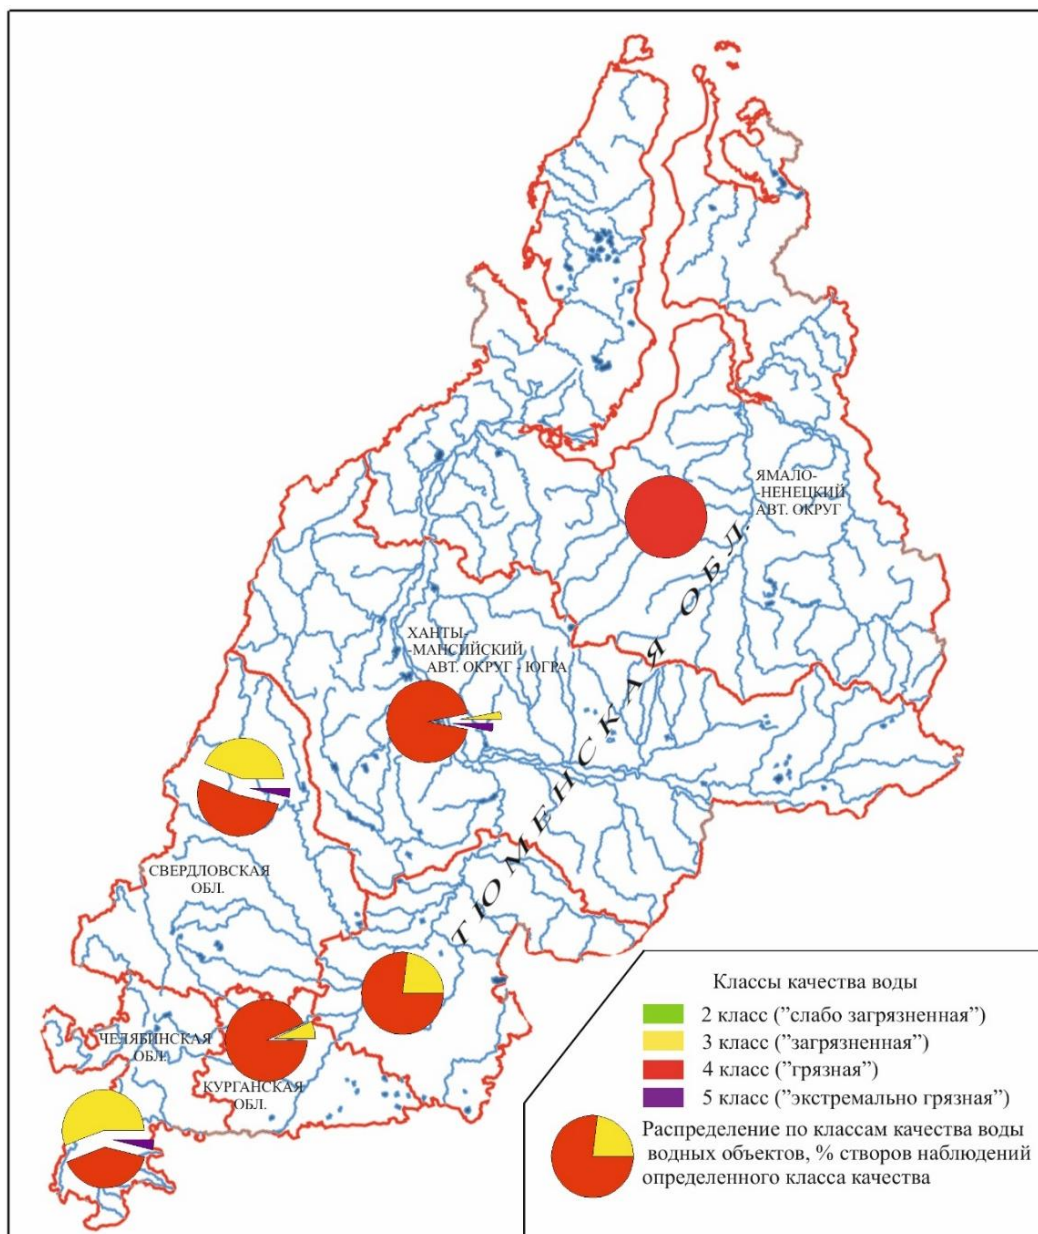 ЯМАЛО-
-НЕНЕЦКИЙ
АВТ. ОКРУГ
ХАНТЫ-
-МАНСИЙСКИЙ
АВТ. ОКРУГ - ЮГРА
ТЮМЕНСКАЯ ОБЛ.
СВЕРДЛОВСКАЯ
ОБЛ.
ЧЕЛЯБИНСКАЯ
ОБЛ.
КУРГАНСКАЯ
ОБЛ.
Классы качества воды
2 класс (”слабо загрязненная”)
3 класс (”загрязненная”)
4 класс (”грязная”)
5 класс (”экстремально грязная”)
Распределение по классам качества воды
водных объектов, % створов наблюдений
определенного класса качества